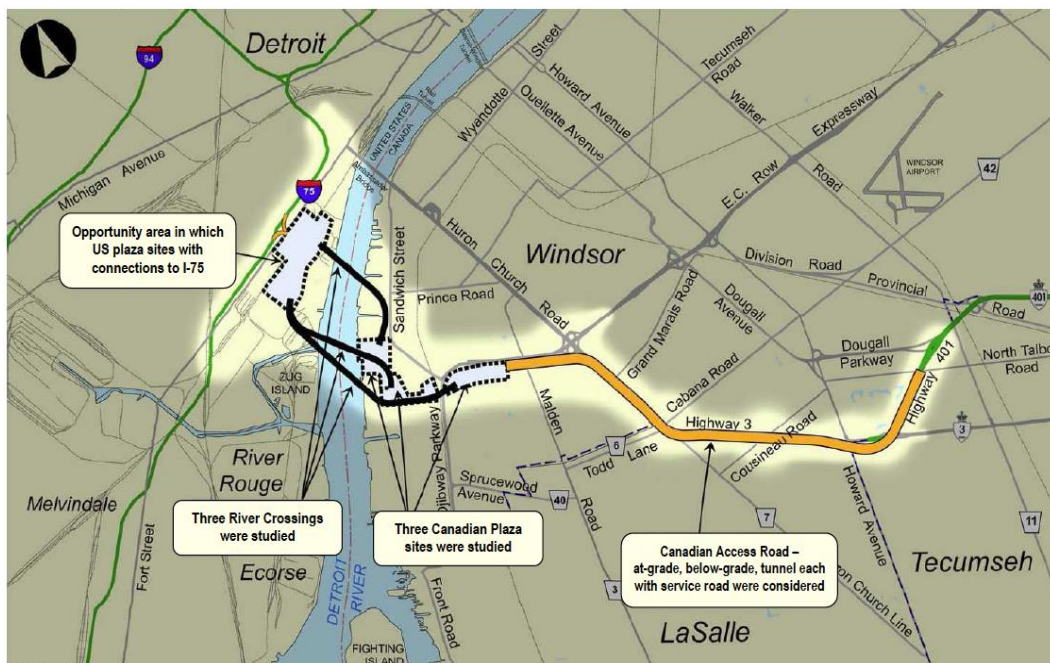 Detroit
94
Michigan Avenue
75
UNITED STATES
CANADA
Ambassador
Bridge
Wyandotte
Street
Howard Avenue
Ouellette Avenue
Tecumseh
Road
Walker
Road
Expressway
E.C. Row
WINDSOR
AIRPORT
42
Opportunity area in which
US plaza sites with
connections to I-75
Sandwich Street
Huron
Church
Road
Windsor
Prince Road
Division Road
Provincial
401
Grand Marais Road
Dougall
Avenue
Dougall
Parkway
401
North Talbo
Road
Highway
ZUG
ISLAND
Cabana Road
Highway 3
3
Malden
Road
6
Todd Lane
Cousineau Road
River
Rouge
Parkway
Sprucewood
Avenue
40
Melvindale
Fort Street
Three River Crossings
were studied
Three Canadian Plaza
sites were studied
Canadian Access Road –
at-grade, below-grade, tunnel each
with service road were considered
7
Howard Avenue
11
Tecumseh
Ecorse
DETROIT
RIVER
Front Road
3
on Church Line
LaSalle
FIGHTING
ISLAND